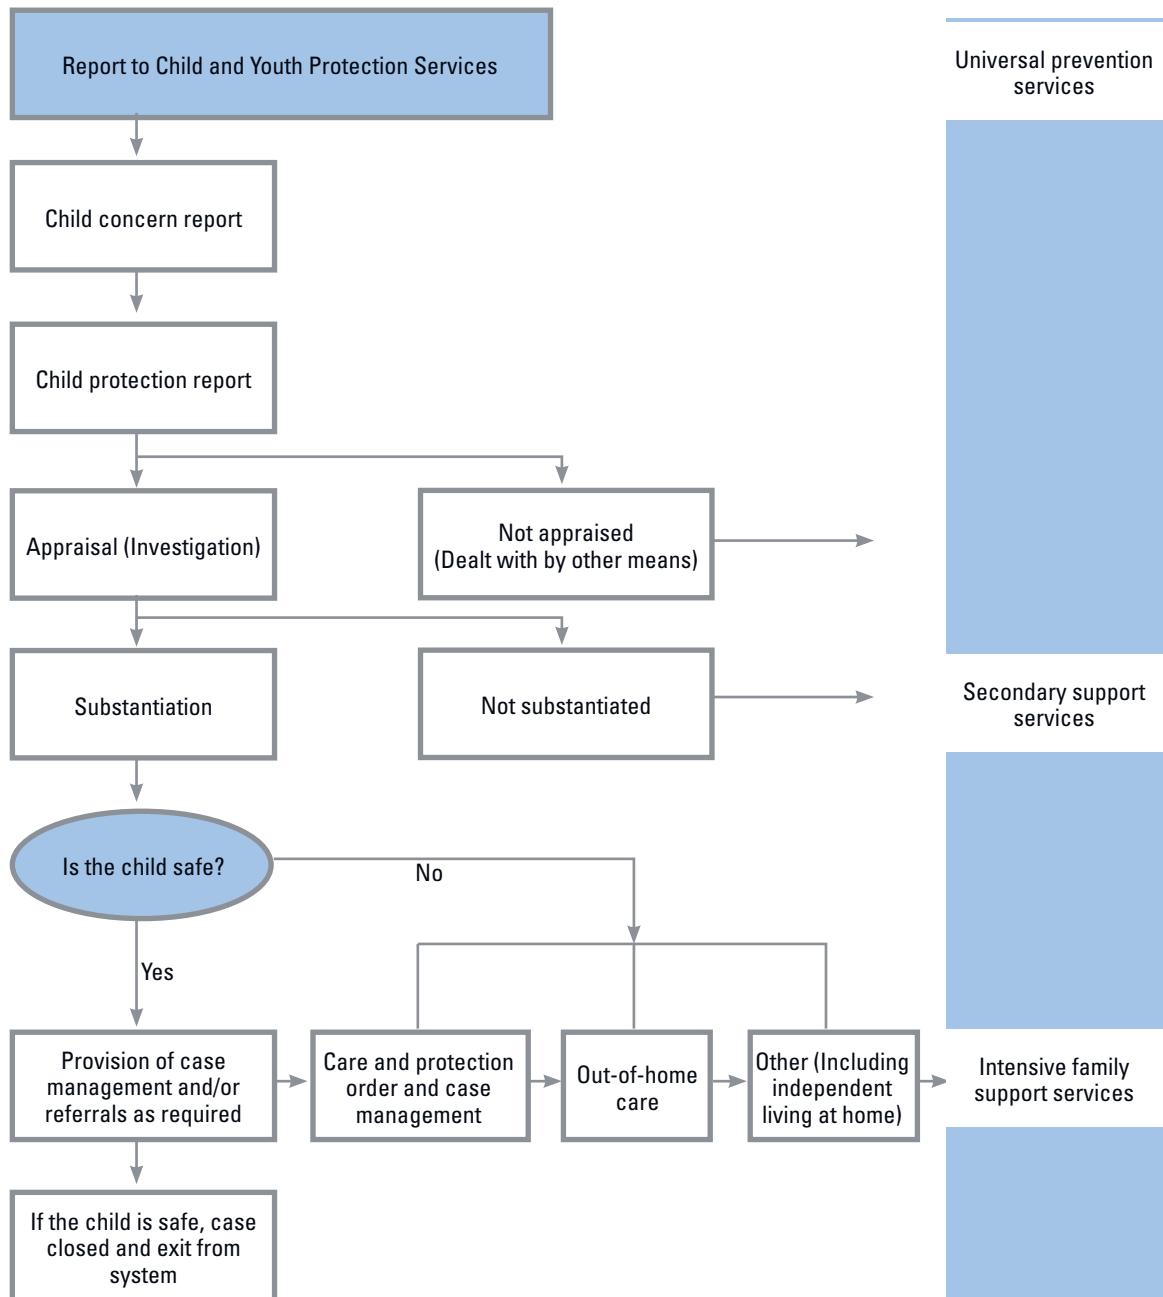 Report to Child and Youth Protection Services
Universal prevention
services
Child concern report
Child protection report
Appraisal (Investigation)
Not appraised
(Dealt with by other means)
Substantiation
Not substantiated
Secondary support
services
Is the child safe?
No
Yes
Provision of case
management and/or
referrals as required
Care and protection
order and case
management
Out-of-home
care
Other (Including
independent
living at home)
Intensive family
support services
If the child is safe, case
closed and exit from
system